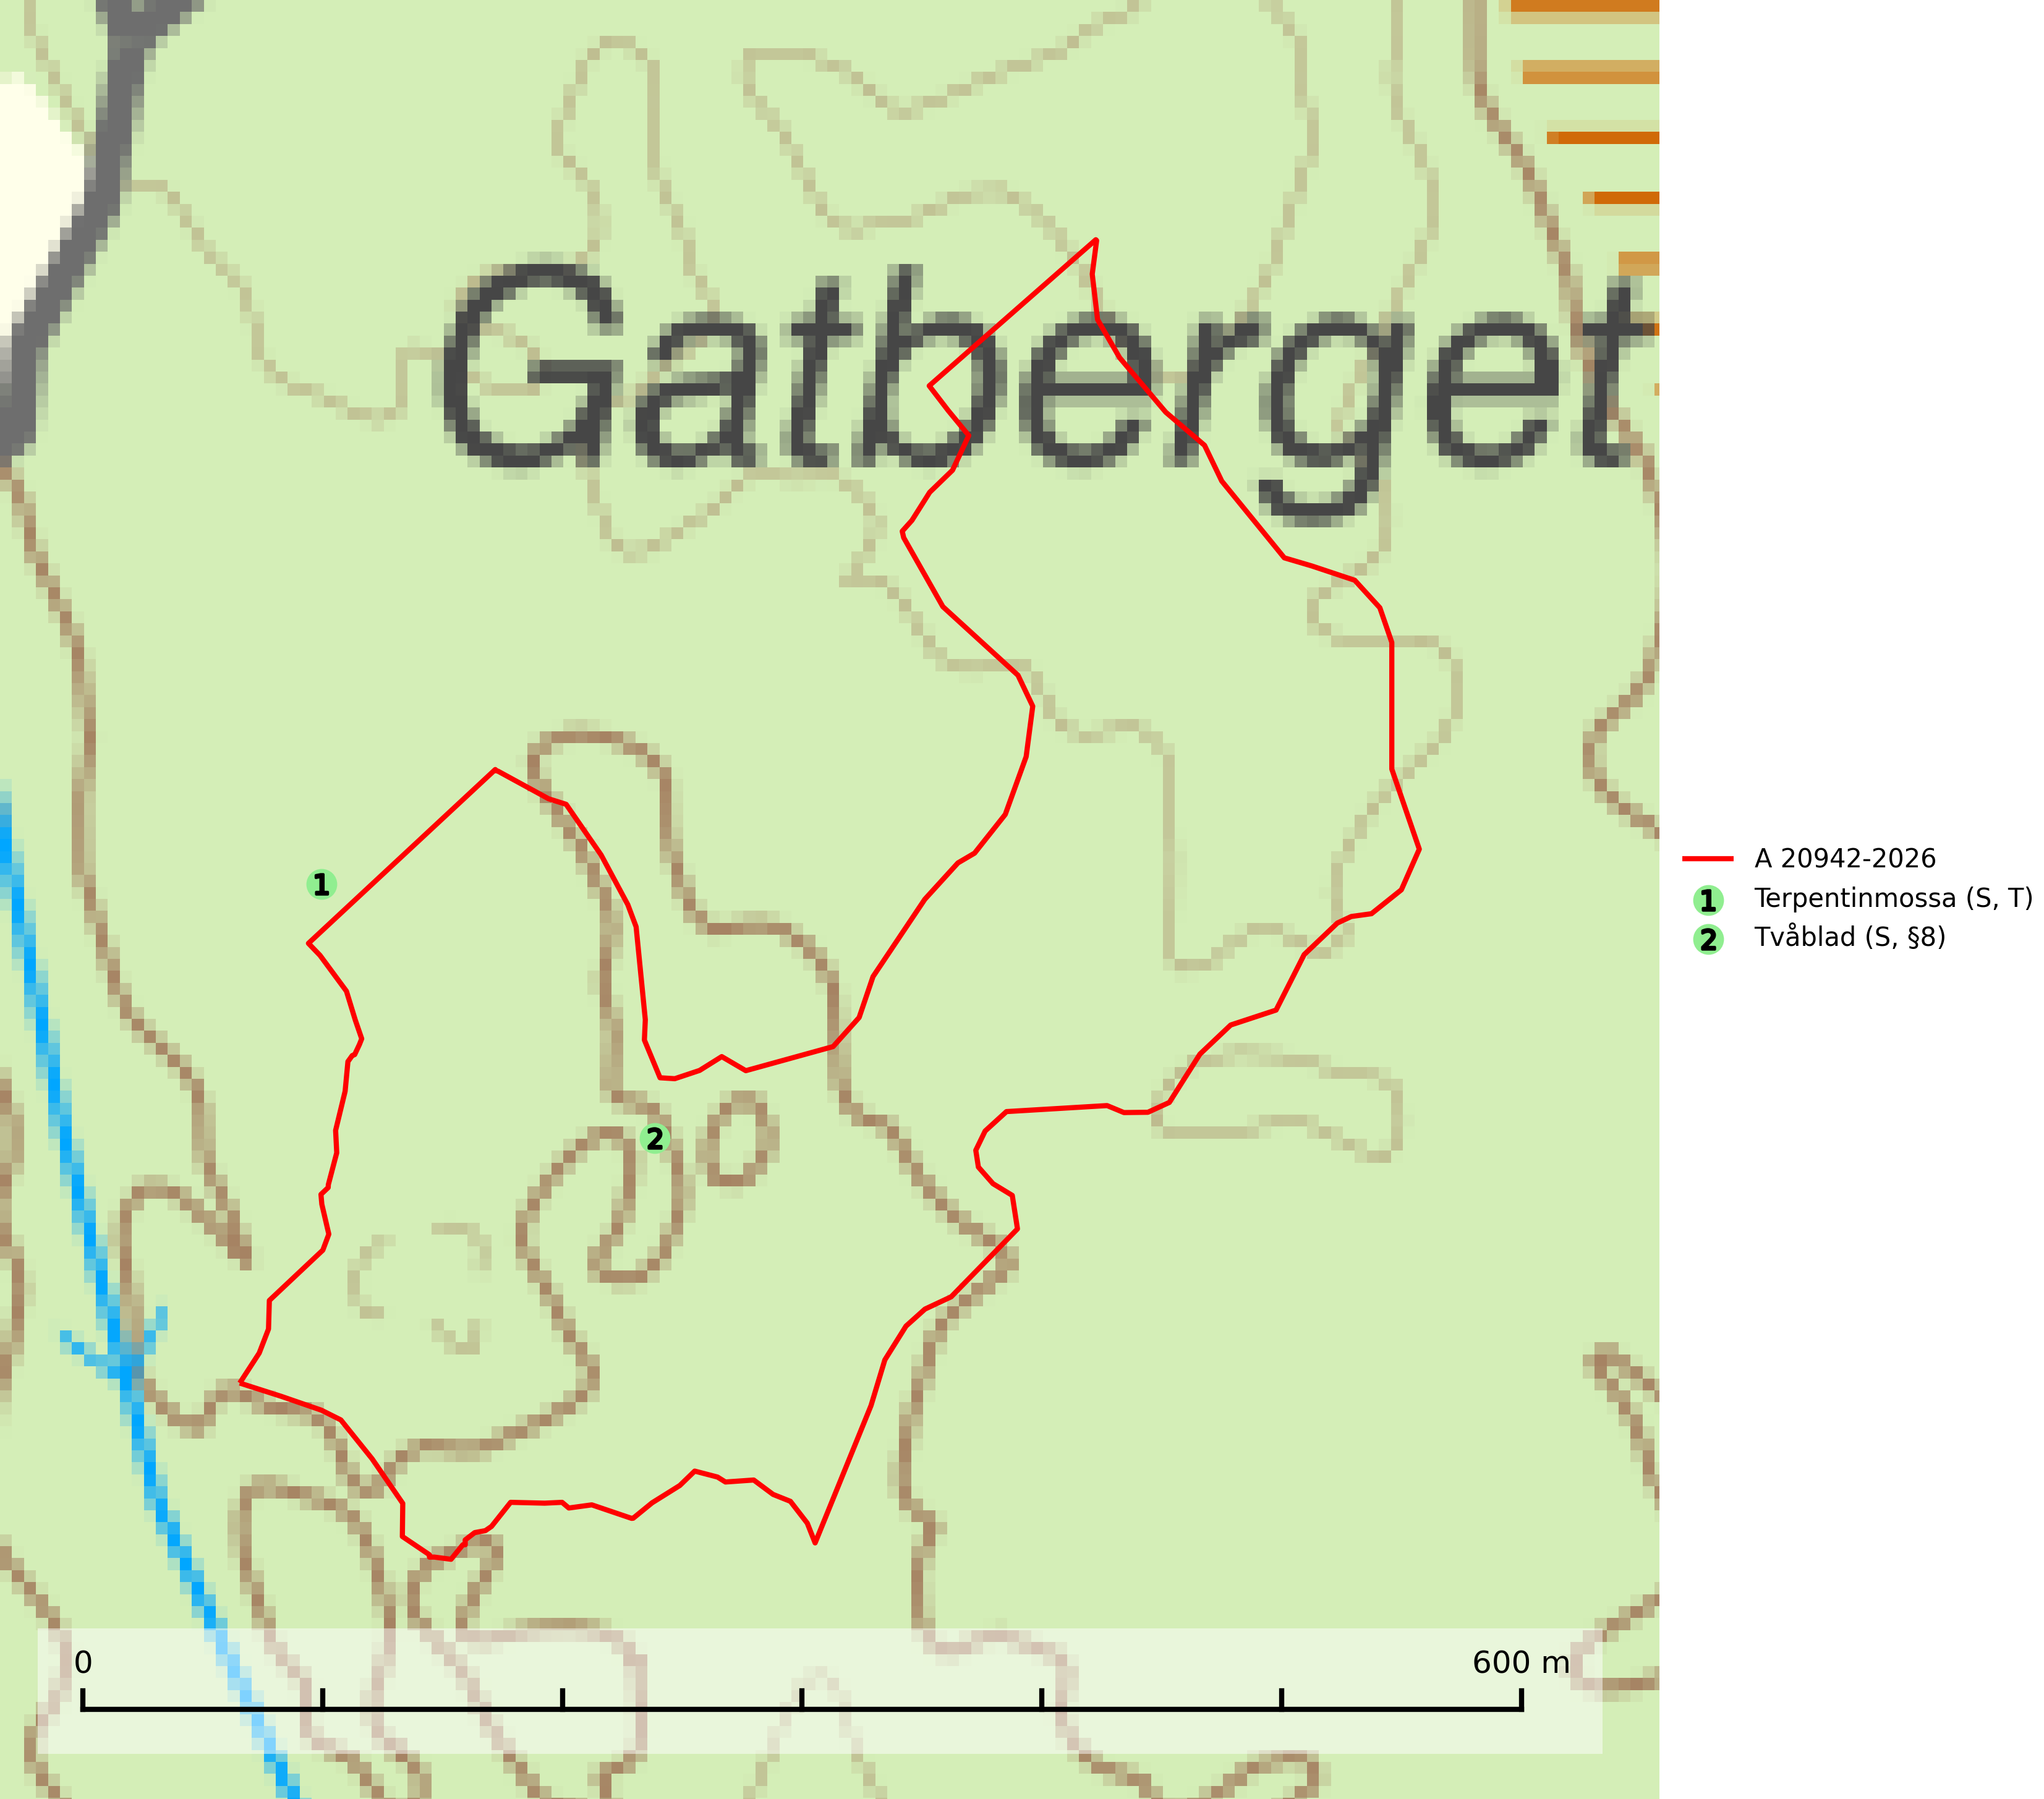 Gatberget
1
2
A 20942-2026
1 Terpentinmossa (S, T)
2 Tvåblad (S, §8)
0 600 m